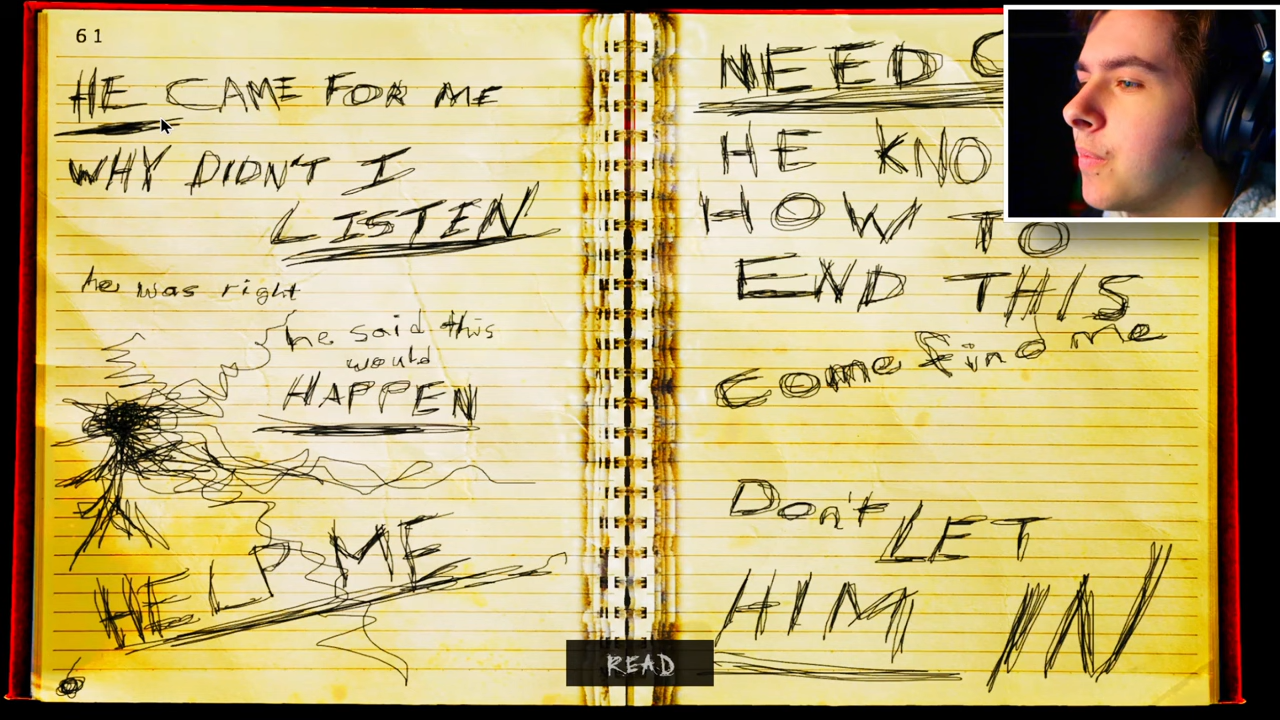 61
HE CAME FOR ME
WHY DIDN'T I
LISTEN
he was right
he said this
would
HAPPEN
HELP ME
NEED
HE KNO
HOW TO
END THIS
come find me
Don't LET
HIM IN
READ